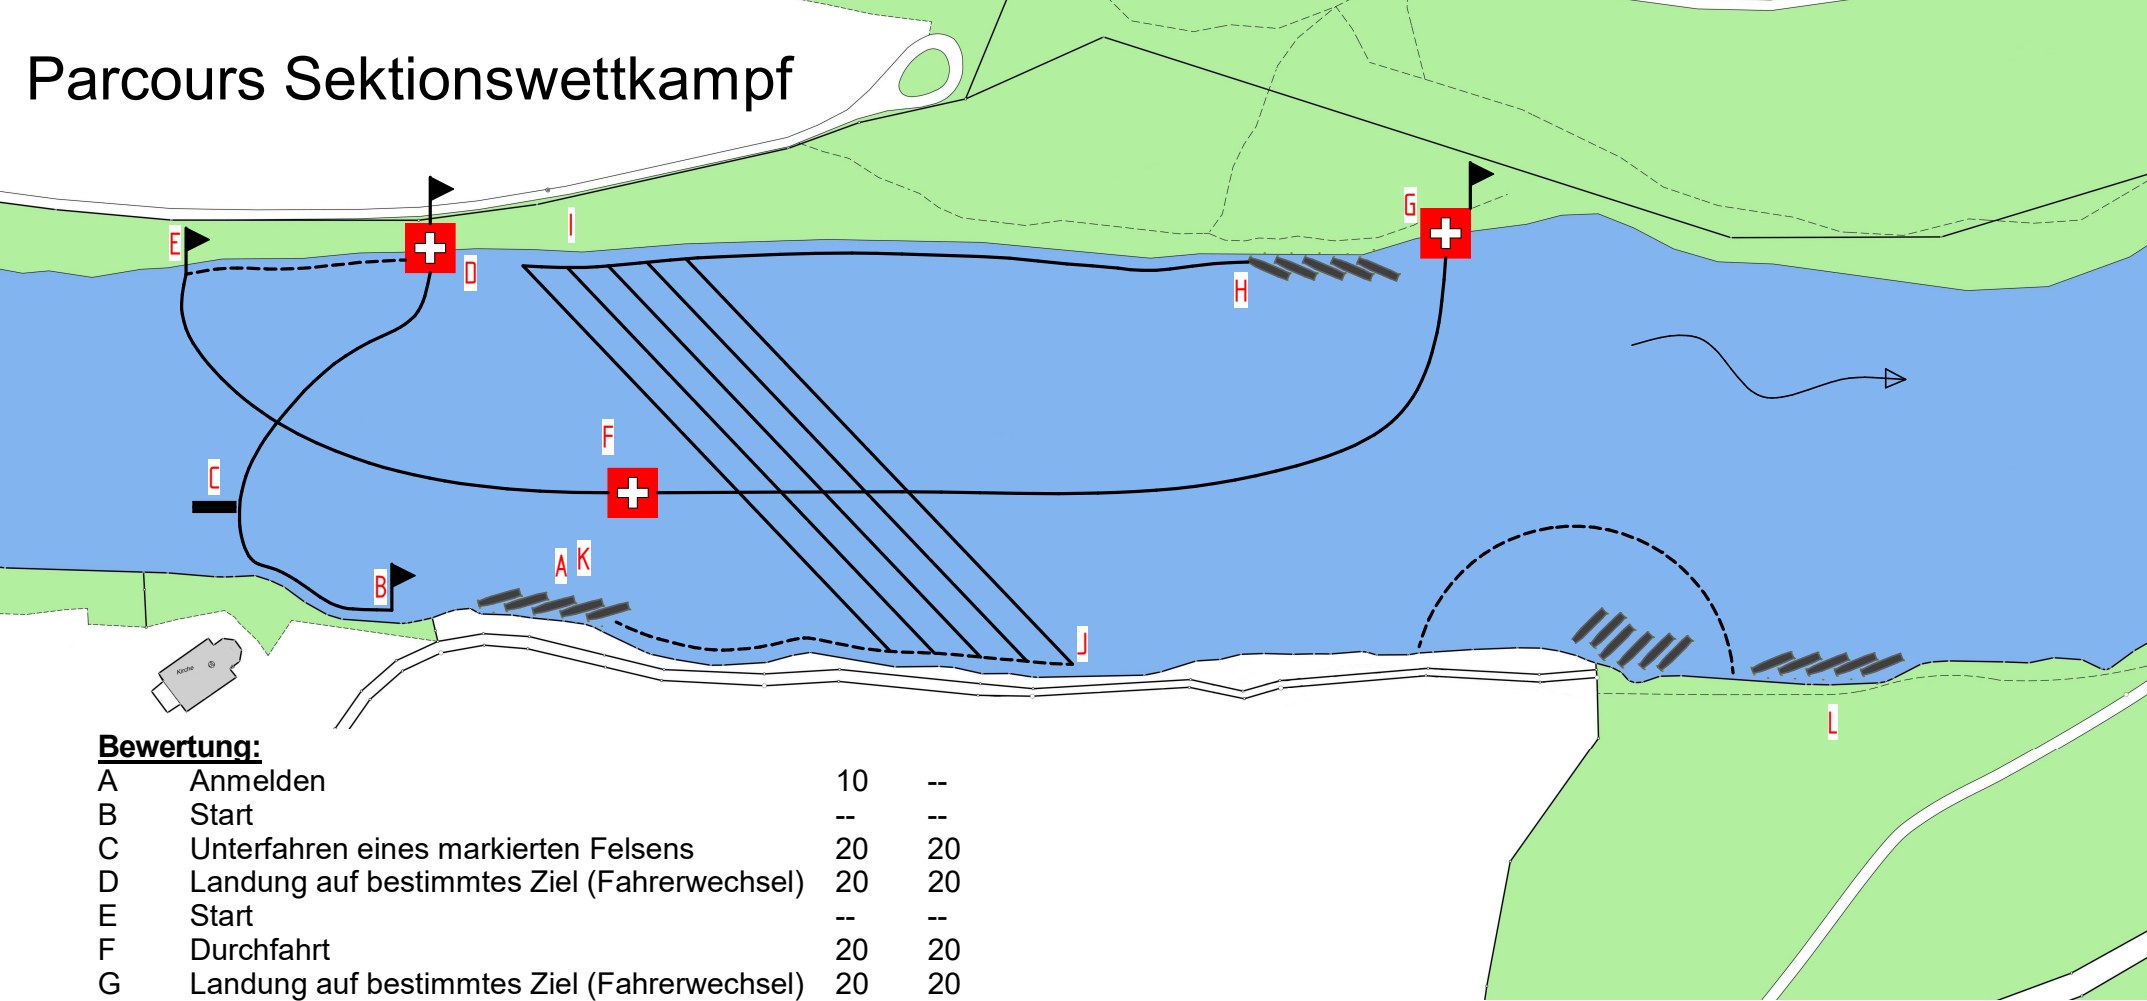 Parcours Sektionswettkampf
G
I
E
D
H
F
C
A K
B
J
Kirche
L
Bewertung:
A Anmelden 10 --
B Start -- --
C Unterfahren eines markierten Felsens 20 20
D Landung auf bestimmtes Ziel (Fahrerwechsel) 20 20
E Start -- --
F Durchfahrt 20 20
G Landung auf bestimmtes Ziel (Fahrerwechsel) 20 20